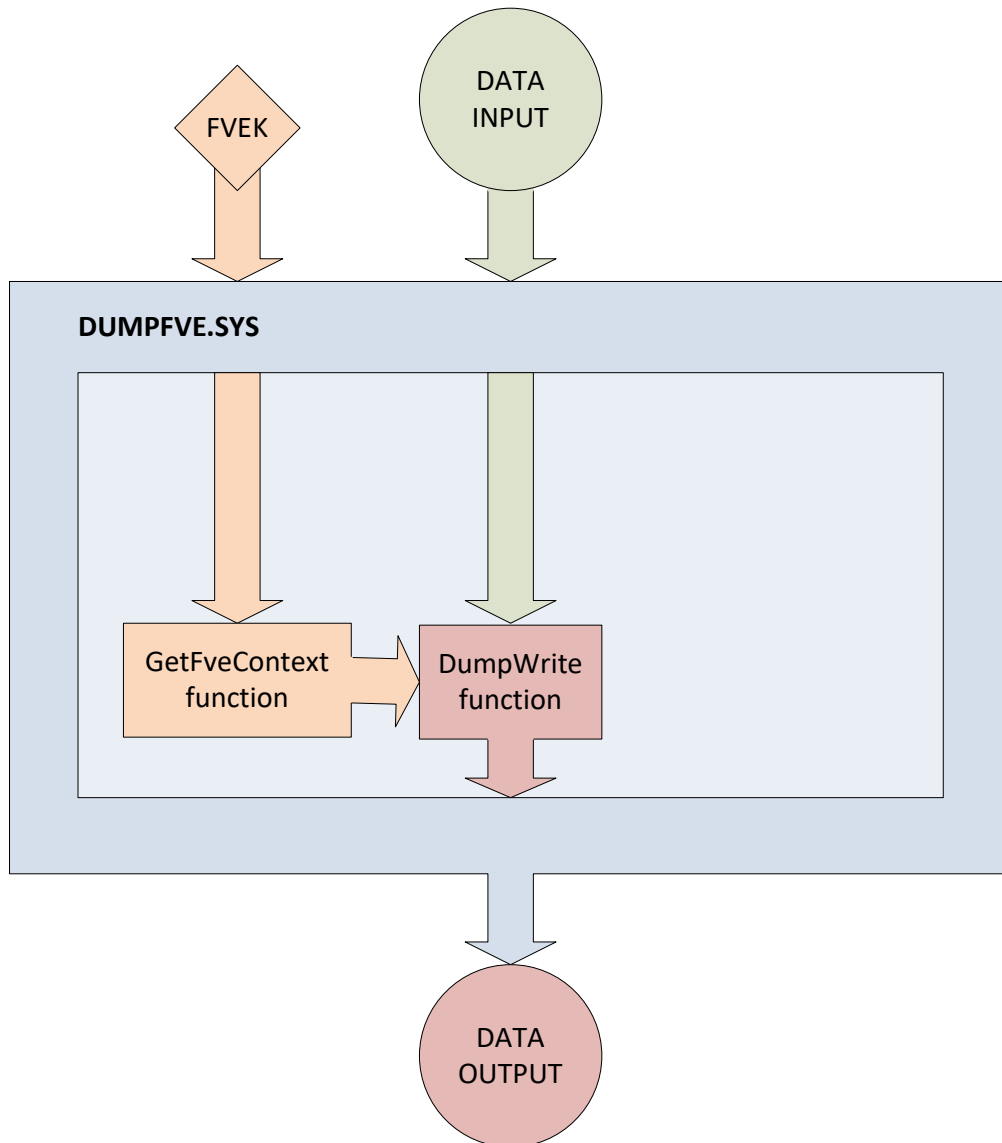 FVEK
DATA
INPUT
DUMPFVE.SYS
GetFveContext
function
DumpWrite
function
DATA
OUTPUT